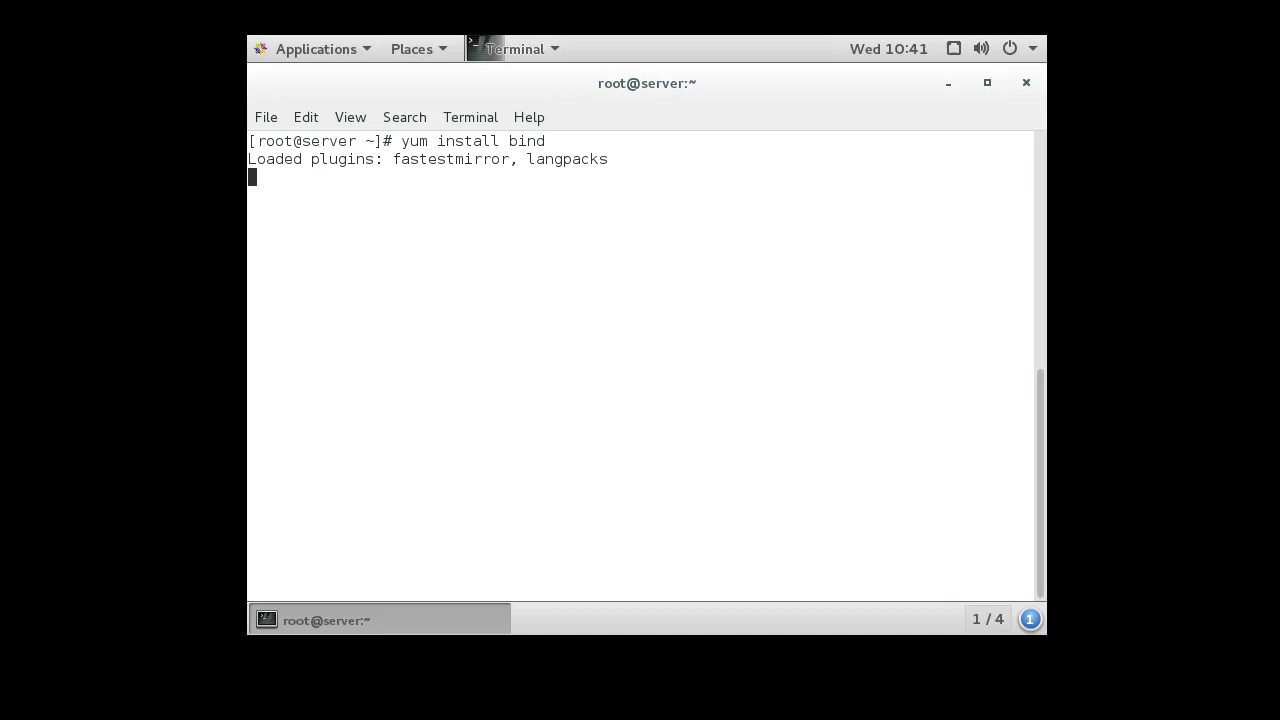 Applications Places Terminal Wed 10:41
root@server:~
File Edit View Search Terminal Help
[root@server ~]# yum install bind
Loaded plugins: fastestmirror, langpacks
root@server:~ 1 / 4 1